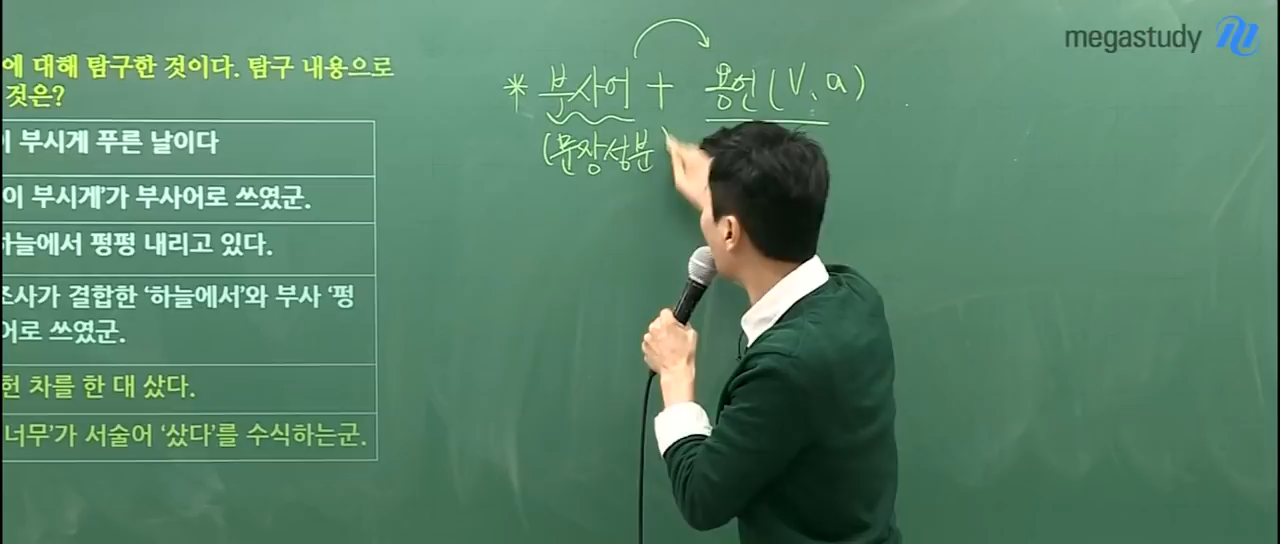 megastudy
에 대해 탐구한 것이다. 탐구 내용으로
것은?
이 부시게 푸른 날이다
이 부시게’가 부사어로 쓰였군.
하늘에서 펑펑 내리고 있다.
조사가 결합한 ‘하늘에서’와 부사 ‘펑
어로 쓰였군.
헌 차를 한 대 샀다.
너무’가 서술어 ‘샀다’를 수식하는군.
* 부사어 + 용언(V, a)
(문장성분)